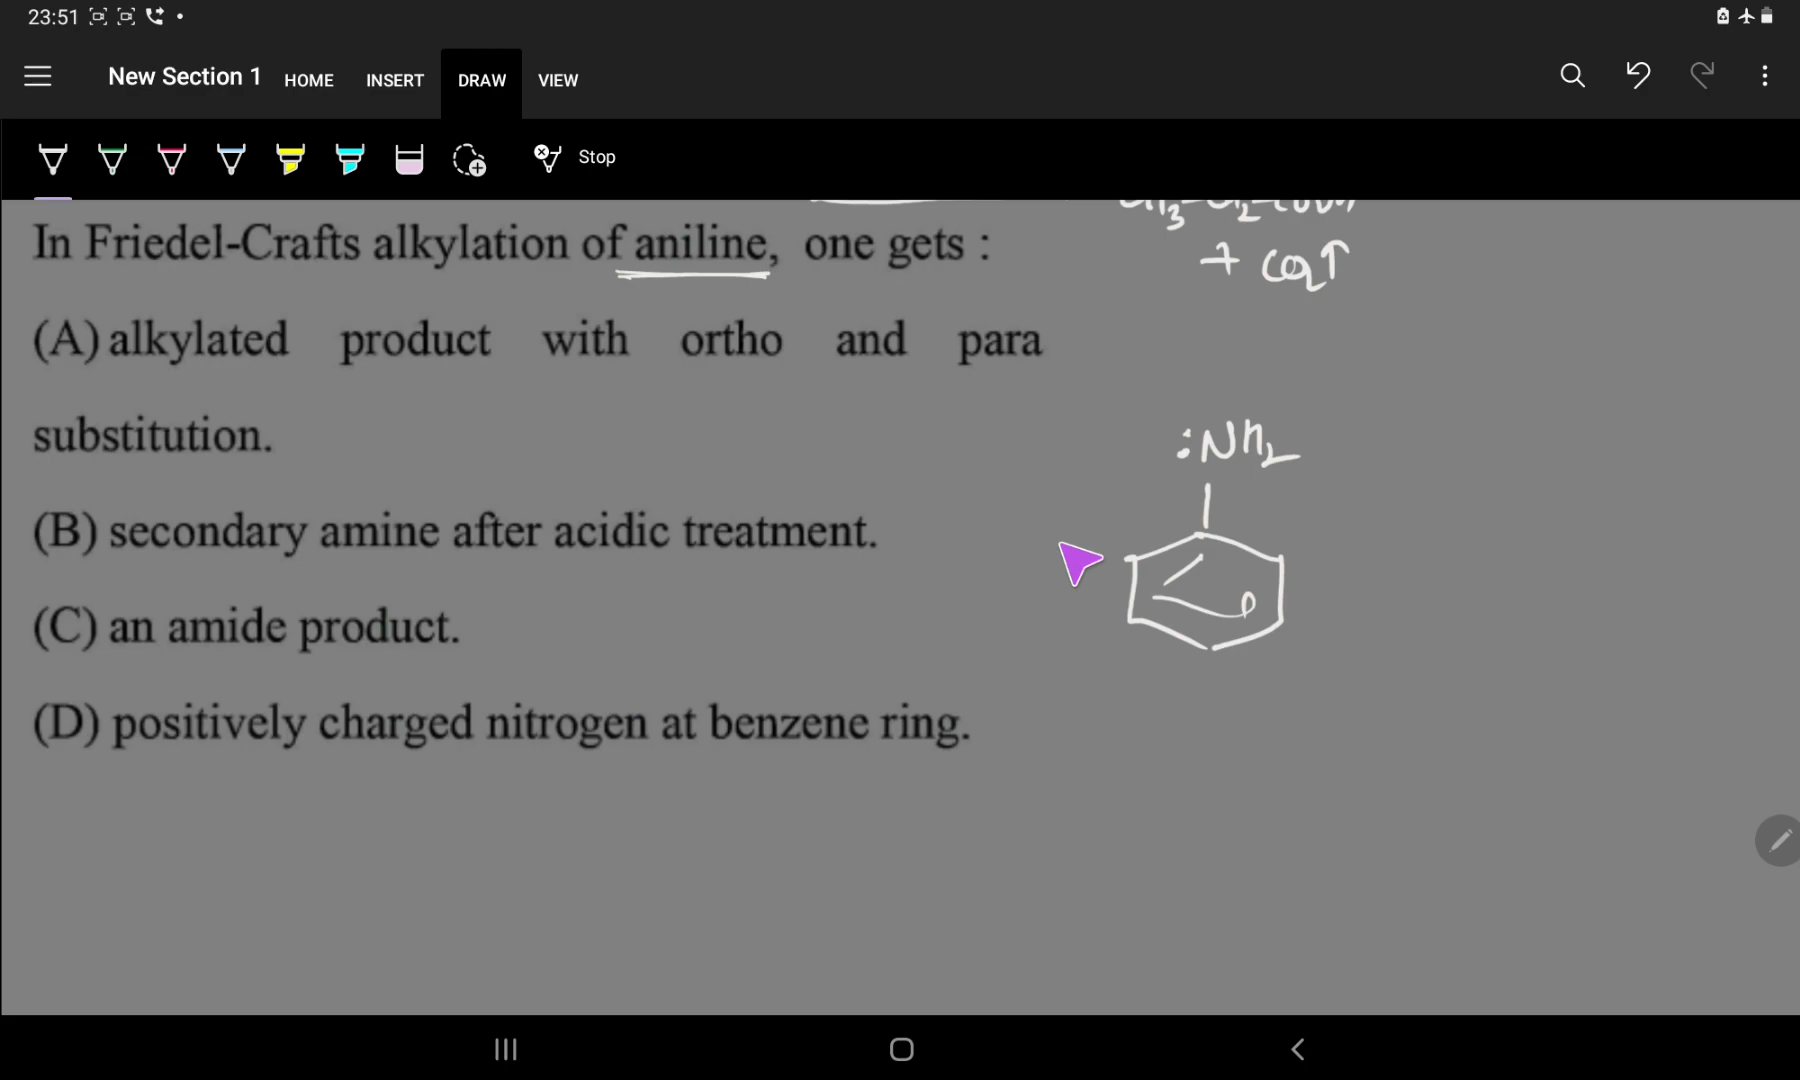 23:51
New Section 1 HOME INSERT DRAW VIEW
Stop
In Friedel-Crafts alkylation of aniline, one gets :
+ CO2↑
(A) alkylated product with ortho and para
substitution.
:NH2
(B) secondary amine after acidic treatment.
(C) an amide product.
(D) positively charged nitrogen at benzene ring.